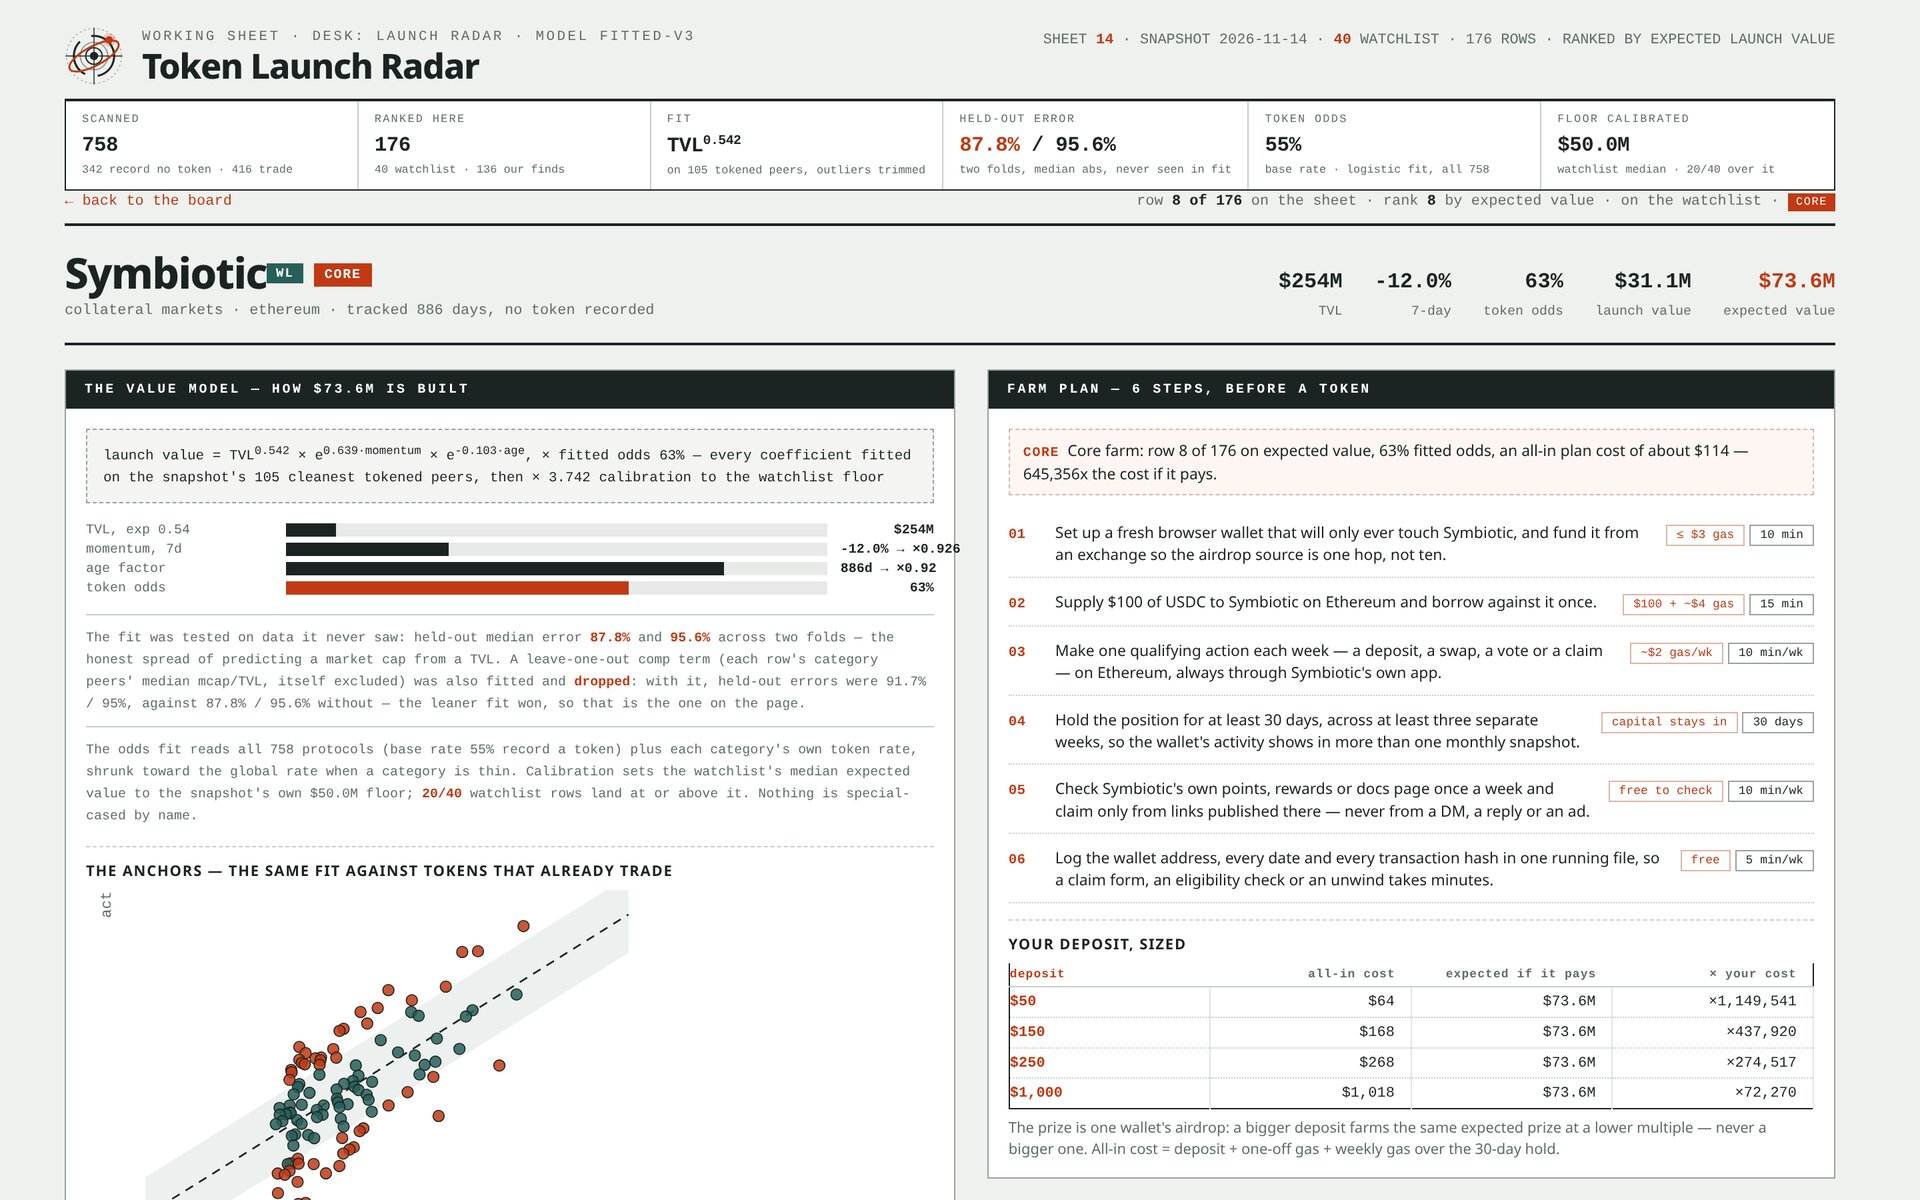 WORKING SHEET · DESK: LAUNCH RADAR · MODEL FITTED-V3
Token Launch Radar
SHEET 14 · SNAPSHOT 2026-11-14 · 40 WATCHLIST · 176 ROWS · RANKED BY EXPECTED LAUNCH VALUE
SCANNED
758
342 record no token · 416 trade
RANKED HERE
176
40 watchlist · 136 our finds
FIT
TVL^0.542
on 105 tokened peers, outliers trimmed
HELD-OUT ERROR
87.8% / 95.6%
two folds, median abs, never seen in fit
TOKEN ODDS
55%
base rate · logistic fit, all 758
FLOOR CALIBRATED
$50.0M
watchlist median · 20/40 over it
← back to the board
row 8 of 176 on the sheet · rank 8 by expected value · on the watchlist · CORE
Symbiotic WL CORE
collateral markets · ethereum · tracked 886 days, no token recorded
$254M -12.0% 63% $31.1M $73.6M
TVL 7-day token odds launch value expected value
THE VALUE MODEL — HOW $73.6M IS BUILT
launch value = TVL^0.542 × e^0.639·momentum × e^-0.103·age, × fitted odds 63% — every coefficient fitted
on the snapshot's 105 cleanest tokened peers, then × 3.742 calibration to the watchlist floor
TVL, exp 0.54 $254M
momentum, 7d -12.0% → ×0.926
age factor 886d → ×0.92
token odds 63%
The fit was tested on data it never saw: held-out median error 87.8% and 95.6% across two folds — the
honest spread of predicting a market cap from a TVL. A leave-one-out comp term (each row's category
peers' median mcap/TVL, itself excluded) was also fitted and dropped: with it, held-out errors were 91.7%
/ 95%, against 87.8% / 95.6% without — the leaner fit won, so that is the one on the page.
The odds fit reads all 758 protocols (base rate 55% record a token) plus each category's own token rate,
shrunk toward the global rate when a category is thin. Calibration sets the watchlist's median expected
value to the snapshot's own $50.0M floor; 20/40 watchlist rows land at or above it. Nothing is special-
cased by name.
THE ANCHORS — THE SAME FIT AGAINST TOKENS THAT ALREADY TRADE
act
FARM PLAN — 6 STEPS, BEFORE A TOKEN
CORE Core farm: row 8 of 176 on expected value, 63% fitted odds, an all-in plan cost of about $114 —
645,356x the cost if it pays.
01 Set up a fresh browser wallet that will only ever touch Symbiotic, and fund it from ≤ $3 gas 10 min
an exchange so the airdrop source is one hop, not ten.
02 Supply $100 of USDC to Symbiotic on Ethereum and borrow against it once. $100 + ~$4 gas 15 min
03 Make one qualifying action each week — a deposit, a swap, a vote or a claim ~$2 gas/wk 10 min/wk
— on Ethereum, always through Symbiotic's own app.
04 Hold the position for at least 30 days, across at least three separate capital stays in 30 days
weeks, so the wallet's activity shows in more than one monthly snapshot.
05 Check Symbiotic's own points, rewards or docs page once a week and free to check 10 min/wk
claim only from links published there — never from a DM, a reply or an ad.
06 Log the wallet address, every date and every transaction hash in one running file, so free 5 min/wk
a claim form, an eligibility check or an unwind takes minutes.
YOUR DEPOSIT, SIZED
deposit all-in cost expected if it pays × your cost
$50 $64 $73.6M ×1,149,541
$150 $168 $73.6M ×437,920
$250 $268 $73.6M ×274,517
$1,000 $1,018 $73.6M ×72,270
The prize is one wallet's airdrop: a bigger deposit farms the same expected prize at a lower multiple — never a
bigger one. All-in cost = deposit + one-off gas + weekly gas over the 30-day hold.